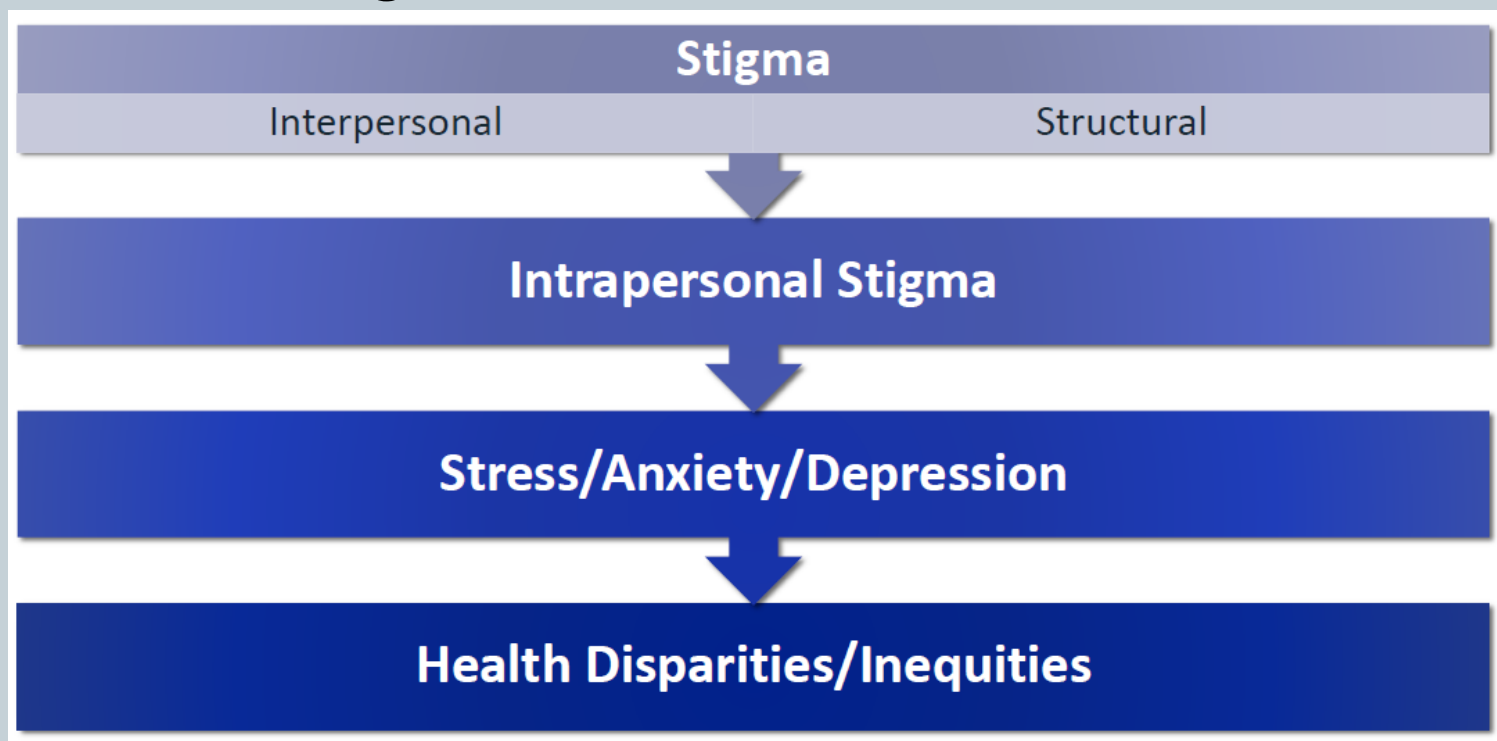 Stigma
Interpersonal Structural
Intrapersonal Stigma
Stress/Anxiety/Depression
Health Disparities/Inequities